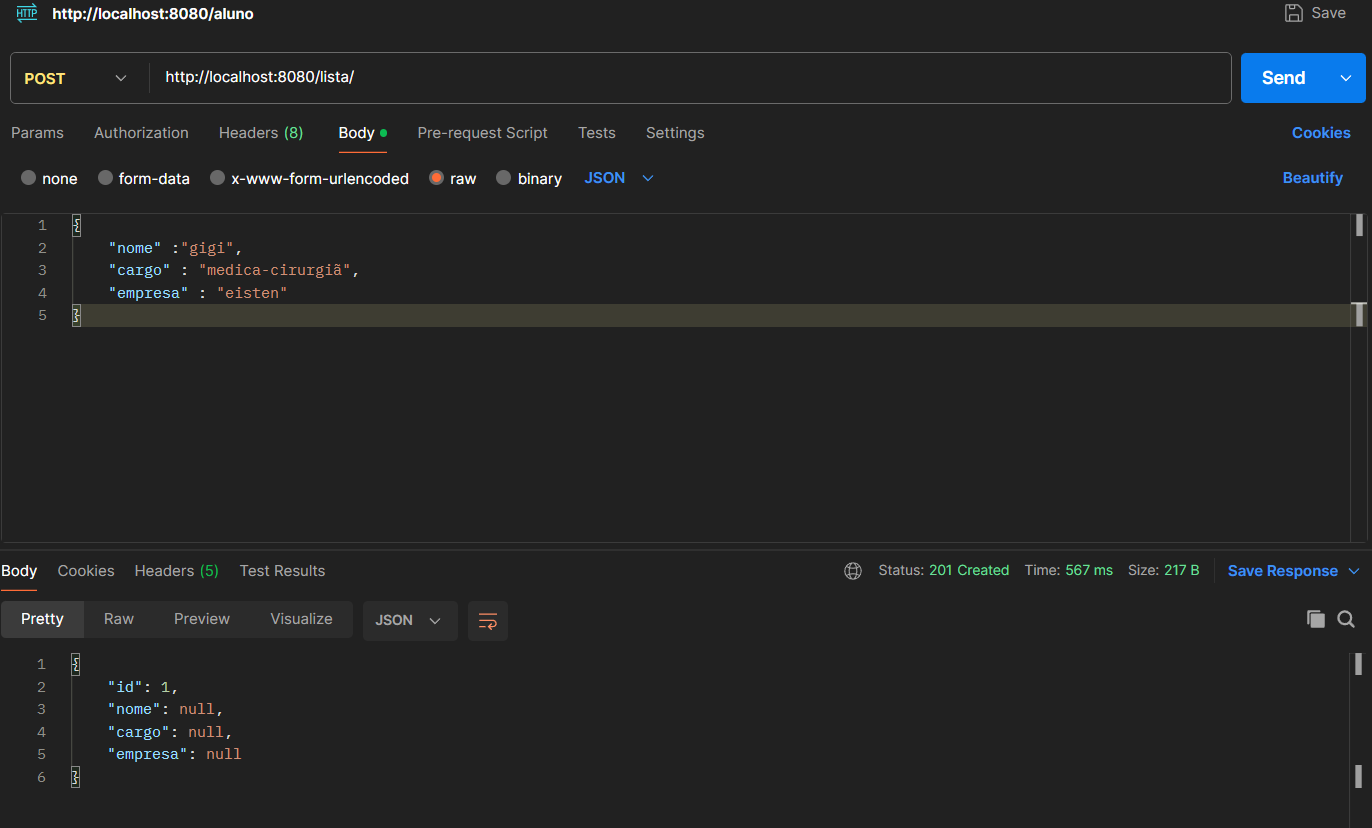 HTTP http://localhost:8080/aluno Save
POST http://localhost:8080/lista/ Send
Params Authorization Headers (8) Body Pre-request Script Tests Settings Cookies
none form-data x-www-form-urlencoded raw binary JSON Beautify
1 {
2 "nome" :"gigi",
3 "cargo" : "medica-cirurgiã",
4 "empresa" : "eisten"
5 }
Body Cookies Headers (5) Test Results Status: 201 Created Time: 567 ms Size: 217 B Save Response
Pretty Raw Preview Visualize JSON
1 {
2 "id": 1,
3 "nome": null,
4 "cargo": null,
5 "empresa": null
6 }